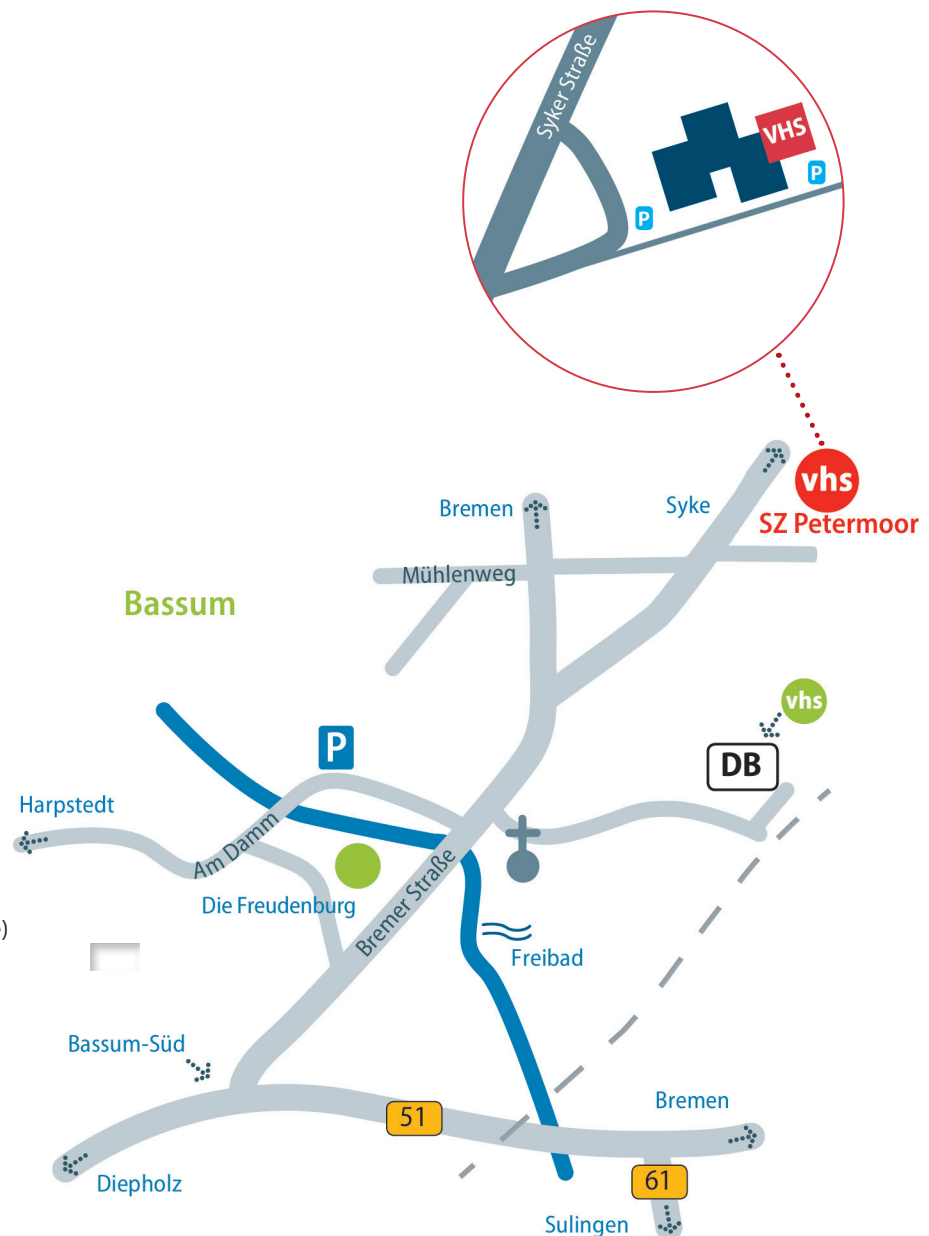 Syker Straße
VHS
P
P
vhs
SZ Petermoor
Bremen
Syke
Mühlenweg
Bassum
vhs
P
DB
Harpstedt
Am Damm
Die Freudenburg
Bremer Straße
)
Freibad
Bassum-Süd
51
Bremen
Diepholz
61
Sulingen